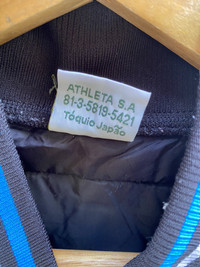 ATHLETA S.A
81-3-5819-5421
Tóquio Japão